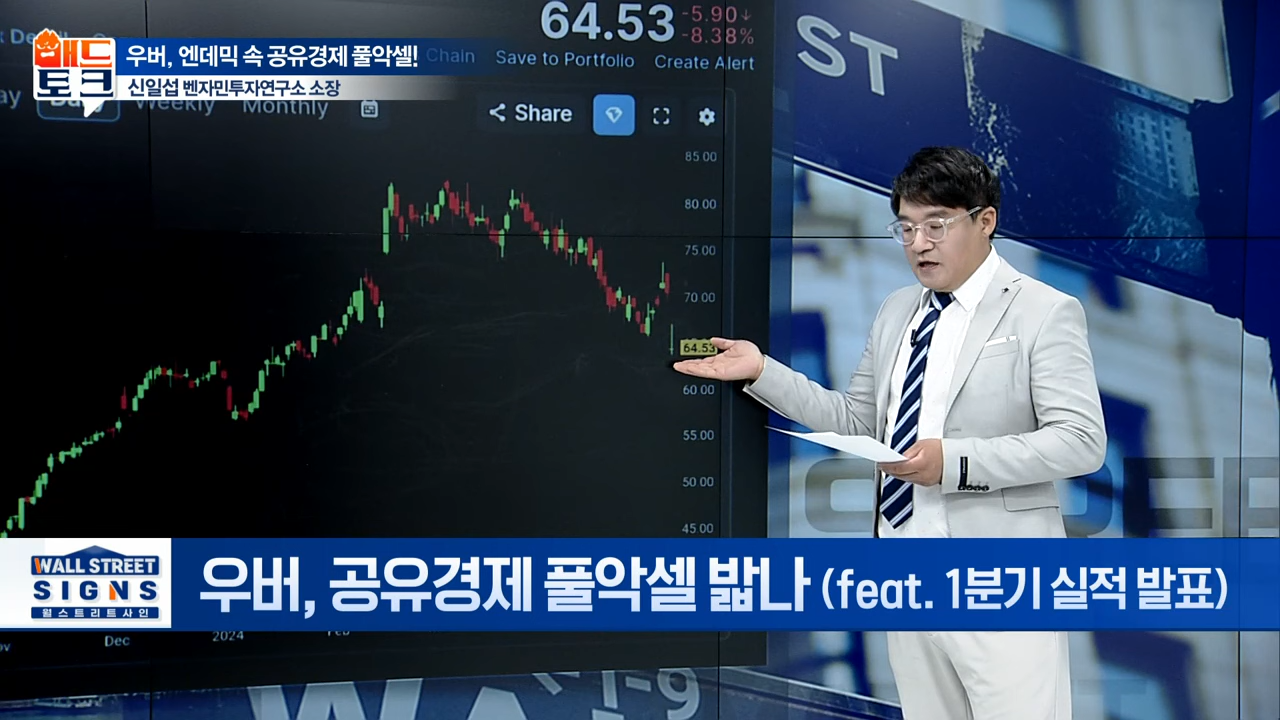 매드
토크
우버, 엔데믹 속 공유경제 풀악셀!
신일섭 벤자민투자연구소 소장
64.53
-5.90↓
-8.38%
Chain
Save to Portfolio
Create Alert
Daily
Weekly
Monthly
Share
ST
85.00
80.00
75.00
70.00
64.53
60.00
55.00
50.00
45.00
WALL STREET
SIGNS
월스트리트사인
우버, 공유경제 풀악셀 밟나 (feat. 1분기 실적 발표)
Dec
2024
Feb